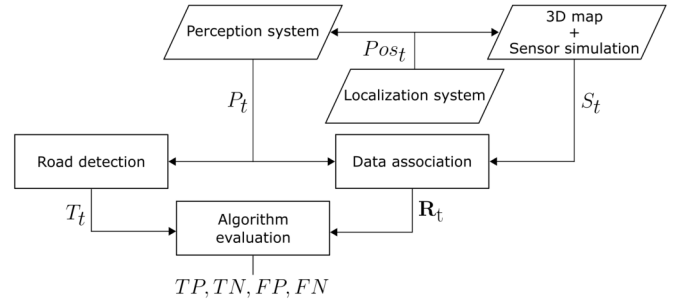 Perception system
3D map
+
Sensor simulation
Pos_t
Localization system
P_t
S_t
Road detection
Data association
T_t
R_t
Algorithm
evaluation
TP, TN, FP, FN